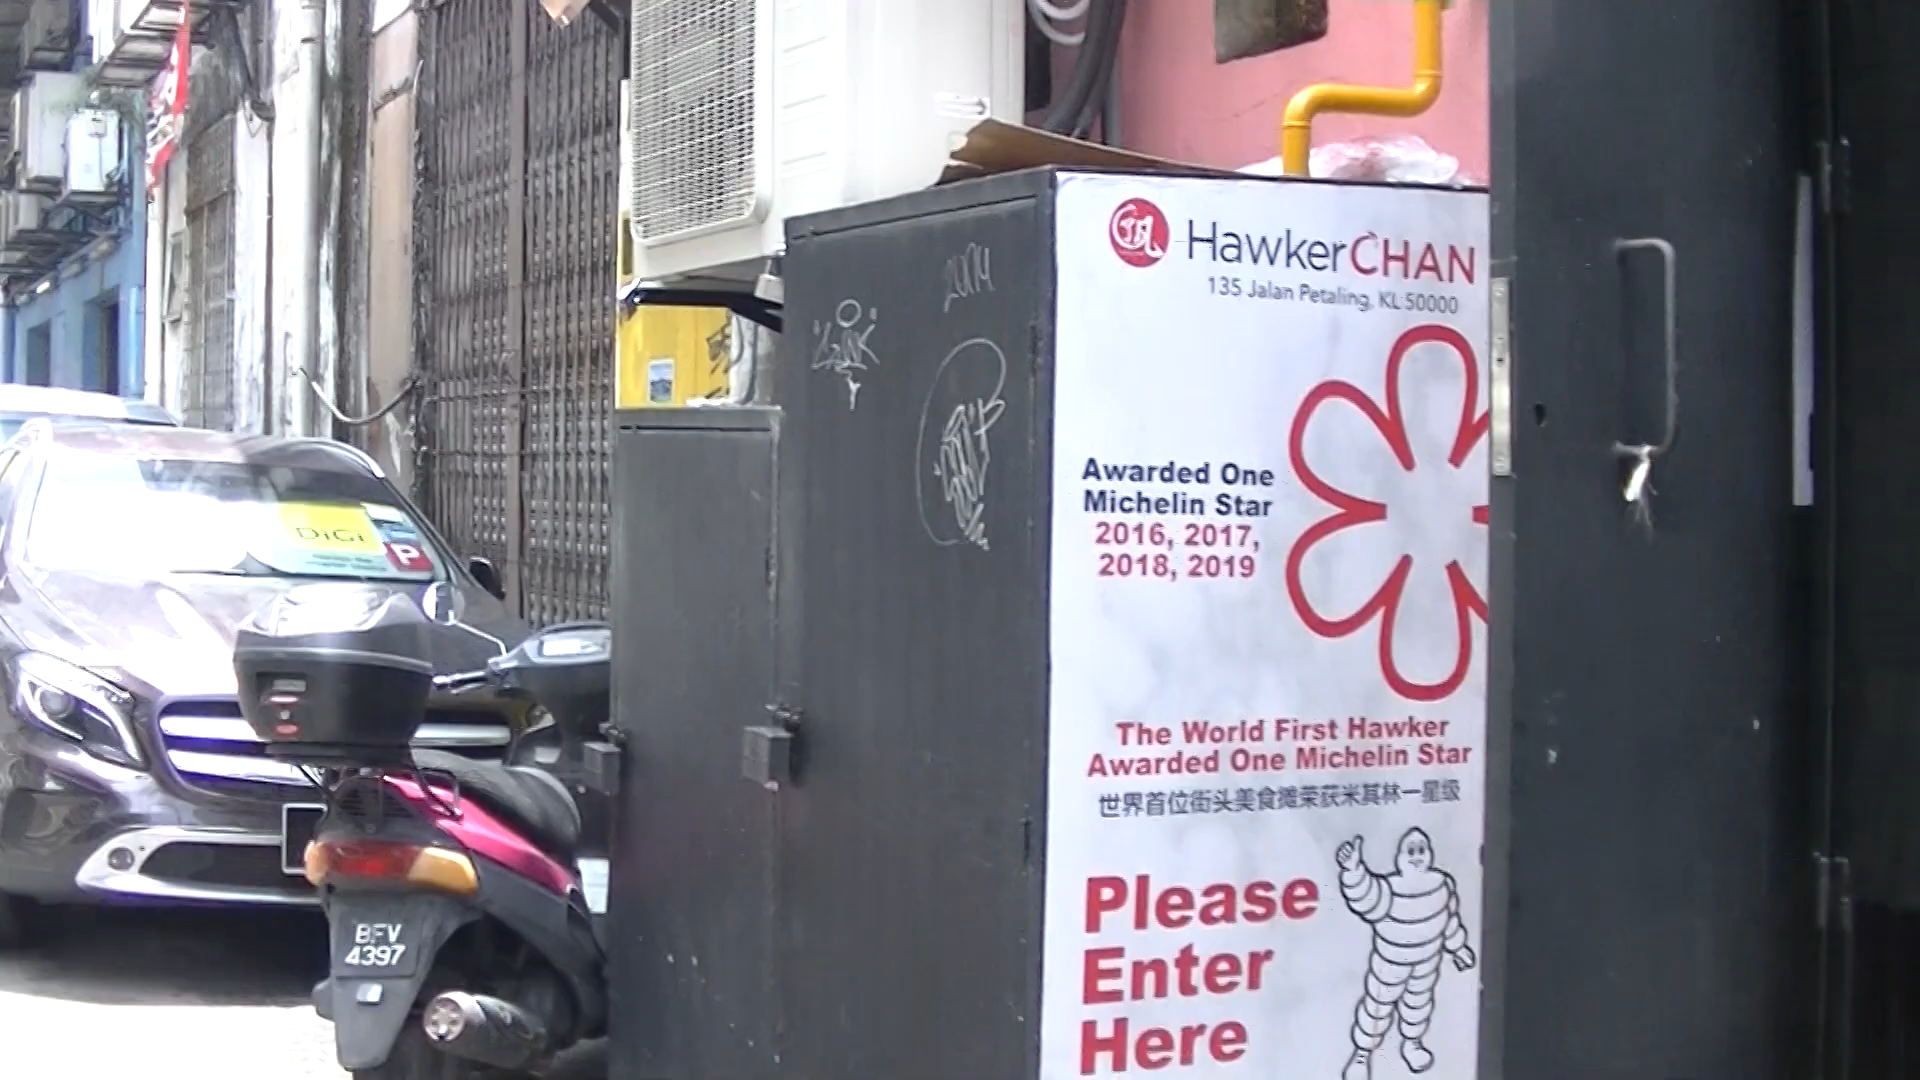 HawkerCHAN
135 Jalan Petaling, KL 50000
Awarded One
Michelin Star
2016, 2017,
2018, 2019
The World First Hawker
Awarded One Michelin Star
世界首位街头美食摊荣获米其林一星级
Please
Enter
Here
DiGi
P
BFV
4397